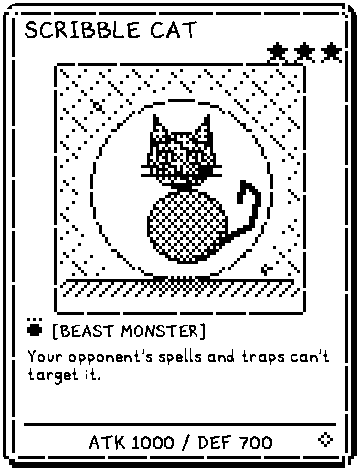 SCRIBBLE CAT
[BEAST MONSTER]
Your opponent's spells and traps can't
target it.
ATK 1000 / DEF 700